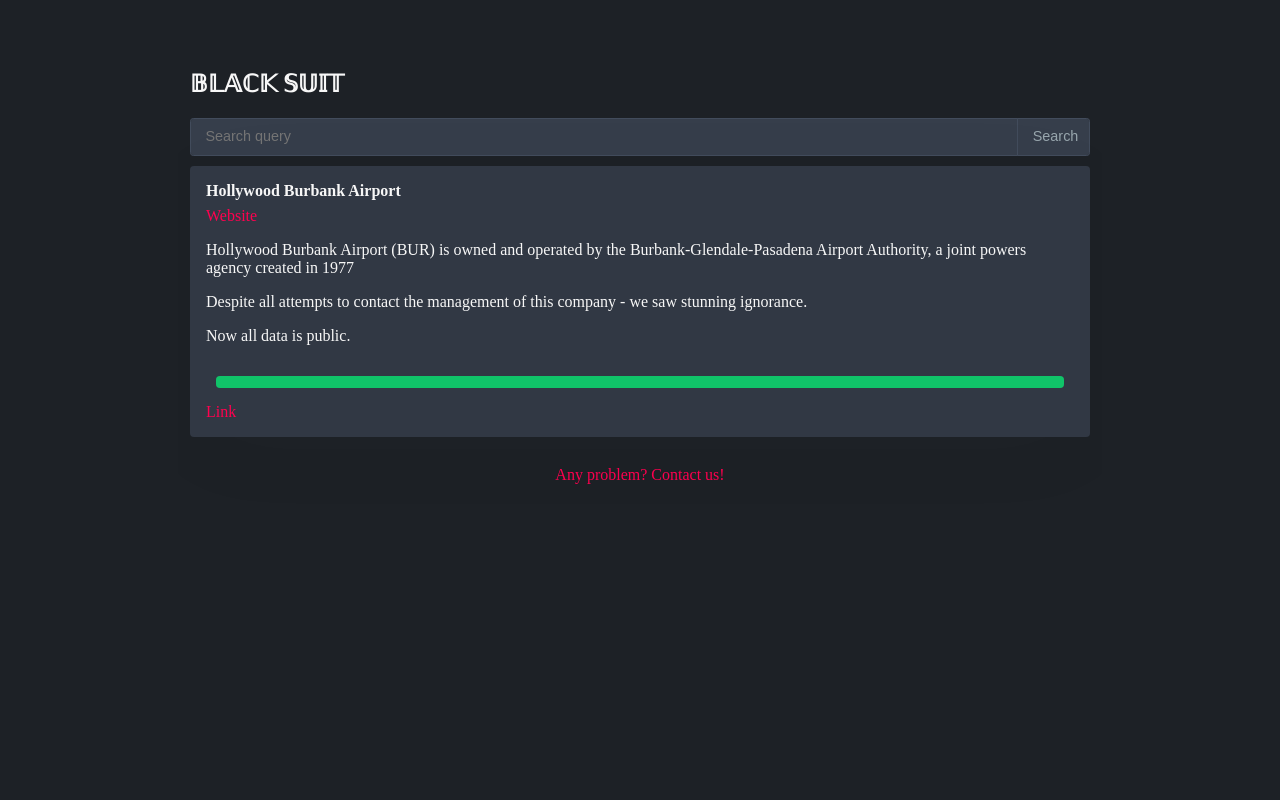 𝔹𝕃𝔸ℂ𝕂 𝕊𝕌𝕀𝕋
Search query
Search
Hollywood Burbank Airport
Website
Hollywood Burbank Airport (BUR) is owned and operated by the Burbank-Glendale-Pasadena Airport Authority, a joint powers
agency created in 1977
Despite all attempts to contact the management of this company - we saw stunning ignorance.
Now all data is public.
Link
Any problem? Contact us!